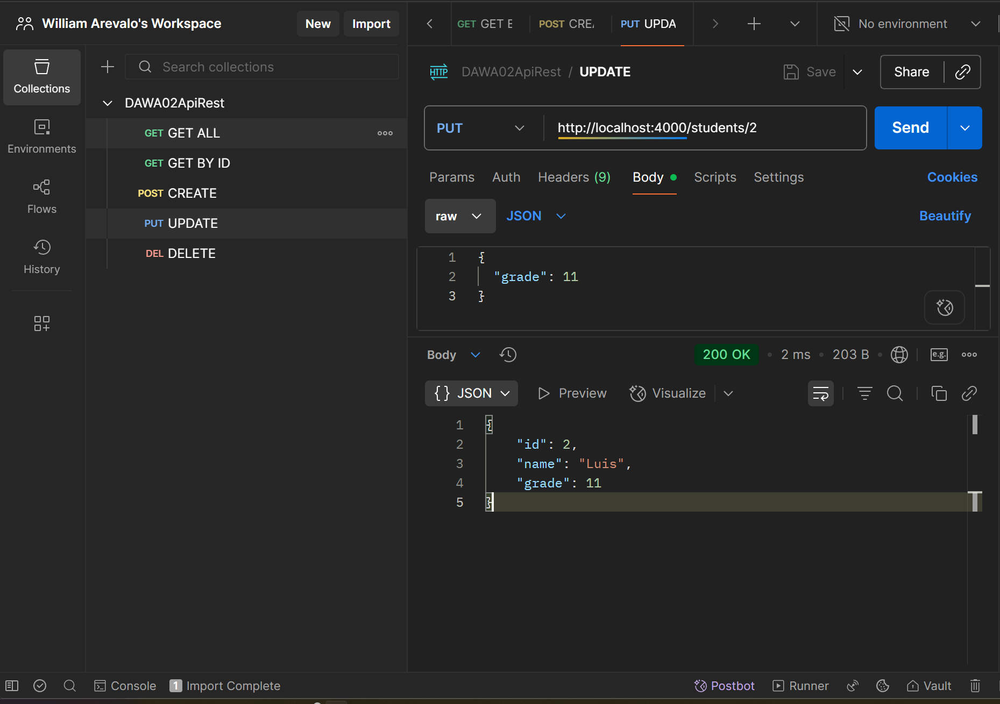 William Arevalo's Workspace
New
Import
GET GET
POST CRE
PUT UPDA
No environment
Collections
Environments
Flows
History
Search collections
DAWA02ApiRest
GET GET ALL
GET GET BY ID
POST CREATE
PUT UPDATE
DEL DELETE
HTTP
DAWA02ApiRest / UPDATE
Save
Share
PUT
http://localhost:4000/students/2
Send
Params Auth Headers (9) Body Scripts Settings Cookies
raw JSON Beautify
1 {
2 "grade": 11
3 }
Body
200 OK • 2 ms • 203 B
e.g.
{} JSON
Preview
Visualize
1 {
2 "id": 2,
3 "name": "Luis",
4 "grade": 11
5 }
Console
1 Import Complete
Postbot
Runner
Vault